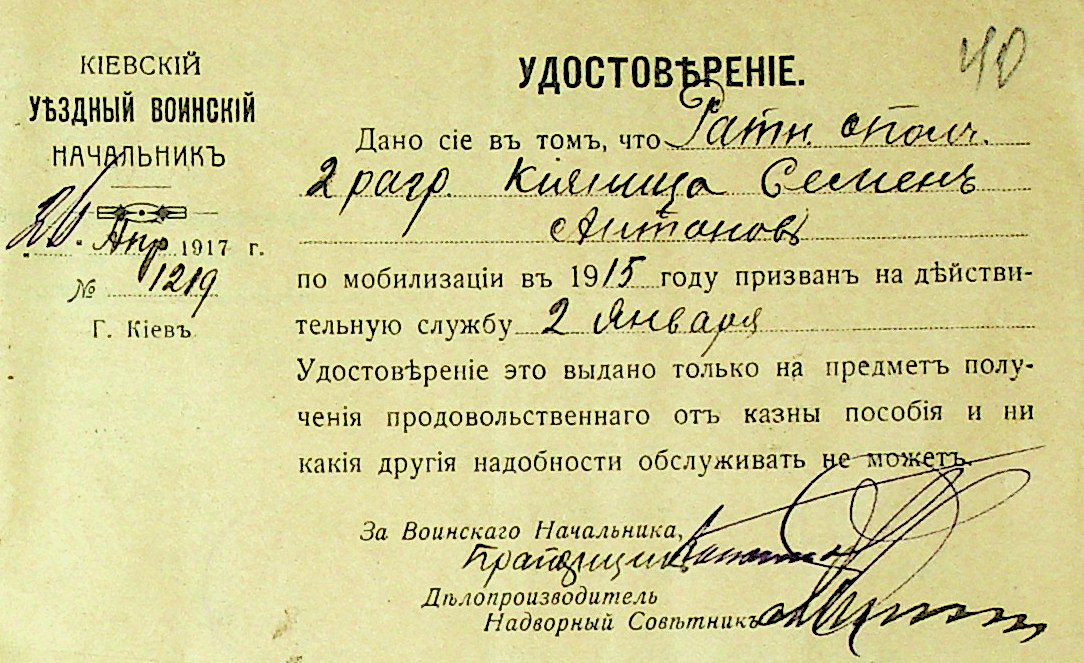 40
КІЕВСКІЙ
УѢЗДНЫЙ ВОИНСКІЙ
НАЧАЛЬНИКЪ
26 Апр 1917 г.
№ 1219
Г. Кіевъ
УДОСТОВѢРЕНІЕ.
Дано сіе въ томъ, что Ратн. ополч.
2 разр. Кияница Семенъ
Антоновъ
по мобилизаціи въ 1915 году призванъ на дѣйстви-
тельную службу 2 Января
Удостовѣреніе это выдано только на предметъ полу-
ченія продовольственнаго отъ казны пособія и ни
какія другія надобности обслуживать не можетъ.
За Воинскаго Начальника,
Дѣлопроизводитель
Надворный Совѣтникъ